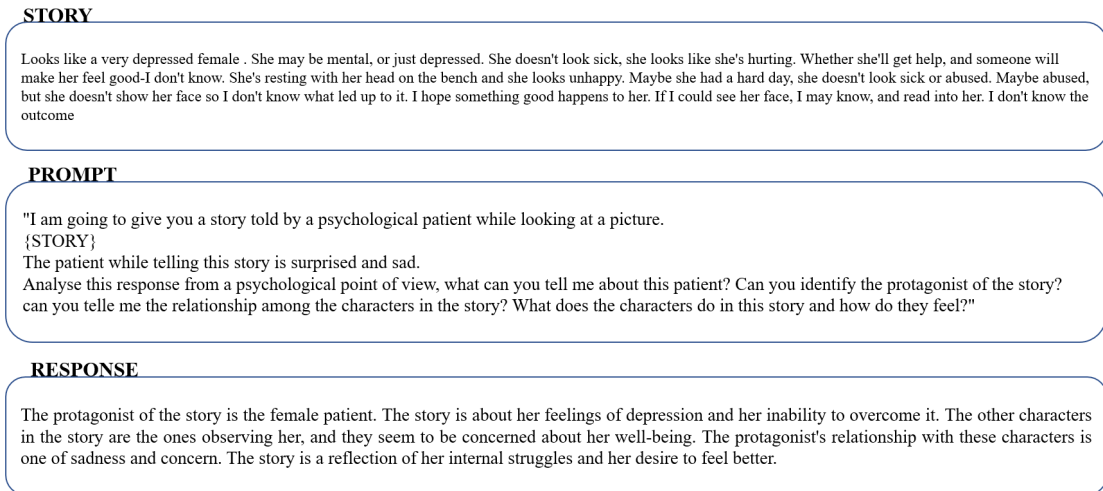 STORY
Looks like a very depressed female . She may be mental, or just depressed. She doesn't look sick, she looks like she's hurting. Whether she'll get help, and someone will
make her feel good-I don't know. She's resting with her head on the bench and she looks unhappy. Maybe she had a hard day, she doesn't look sick or abused. Maybe abused,
but she doesn't show her face so I don't know what led up to it. I hope something good happens to her. If I could see her face, I may know, and read into her. I don't know the
outcome
PROMPT
"I am going to give you a story told by a psychological patient while looking at a picture.
{STORY}
The patient while telling this story is surprised and sad.
Analyse this response from a psychological point of view, what can you tell me about this patient? Can you identify the protagonist of the story?
can you telle me the relationship among the characters in the story? What does the characters do in this story and how do they feel?"
RESPONSE
The protagonist of the story is the female patient. The story is about her feelings of depression and her inability to overcome it. The other characters
in the story are the ones observing her, and they seem to be concerned about her well-being. The protagonist's relationship with these characters is
one of sadness and concern. The story is a reflection of her internal struggles and her desire to feel better.